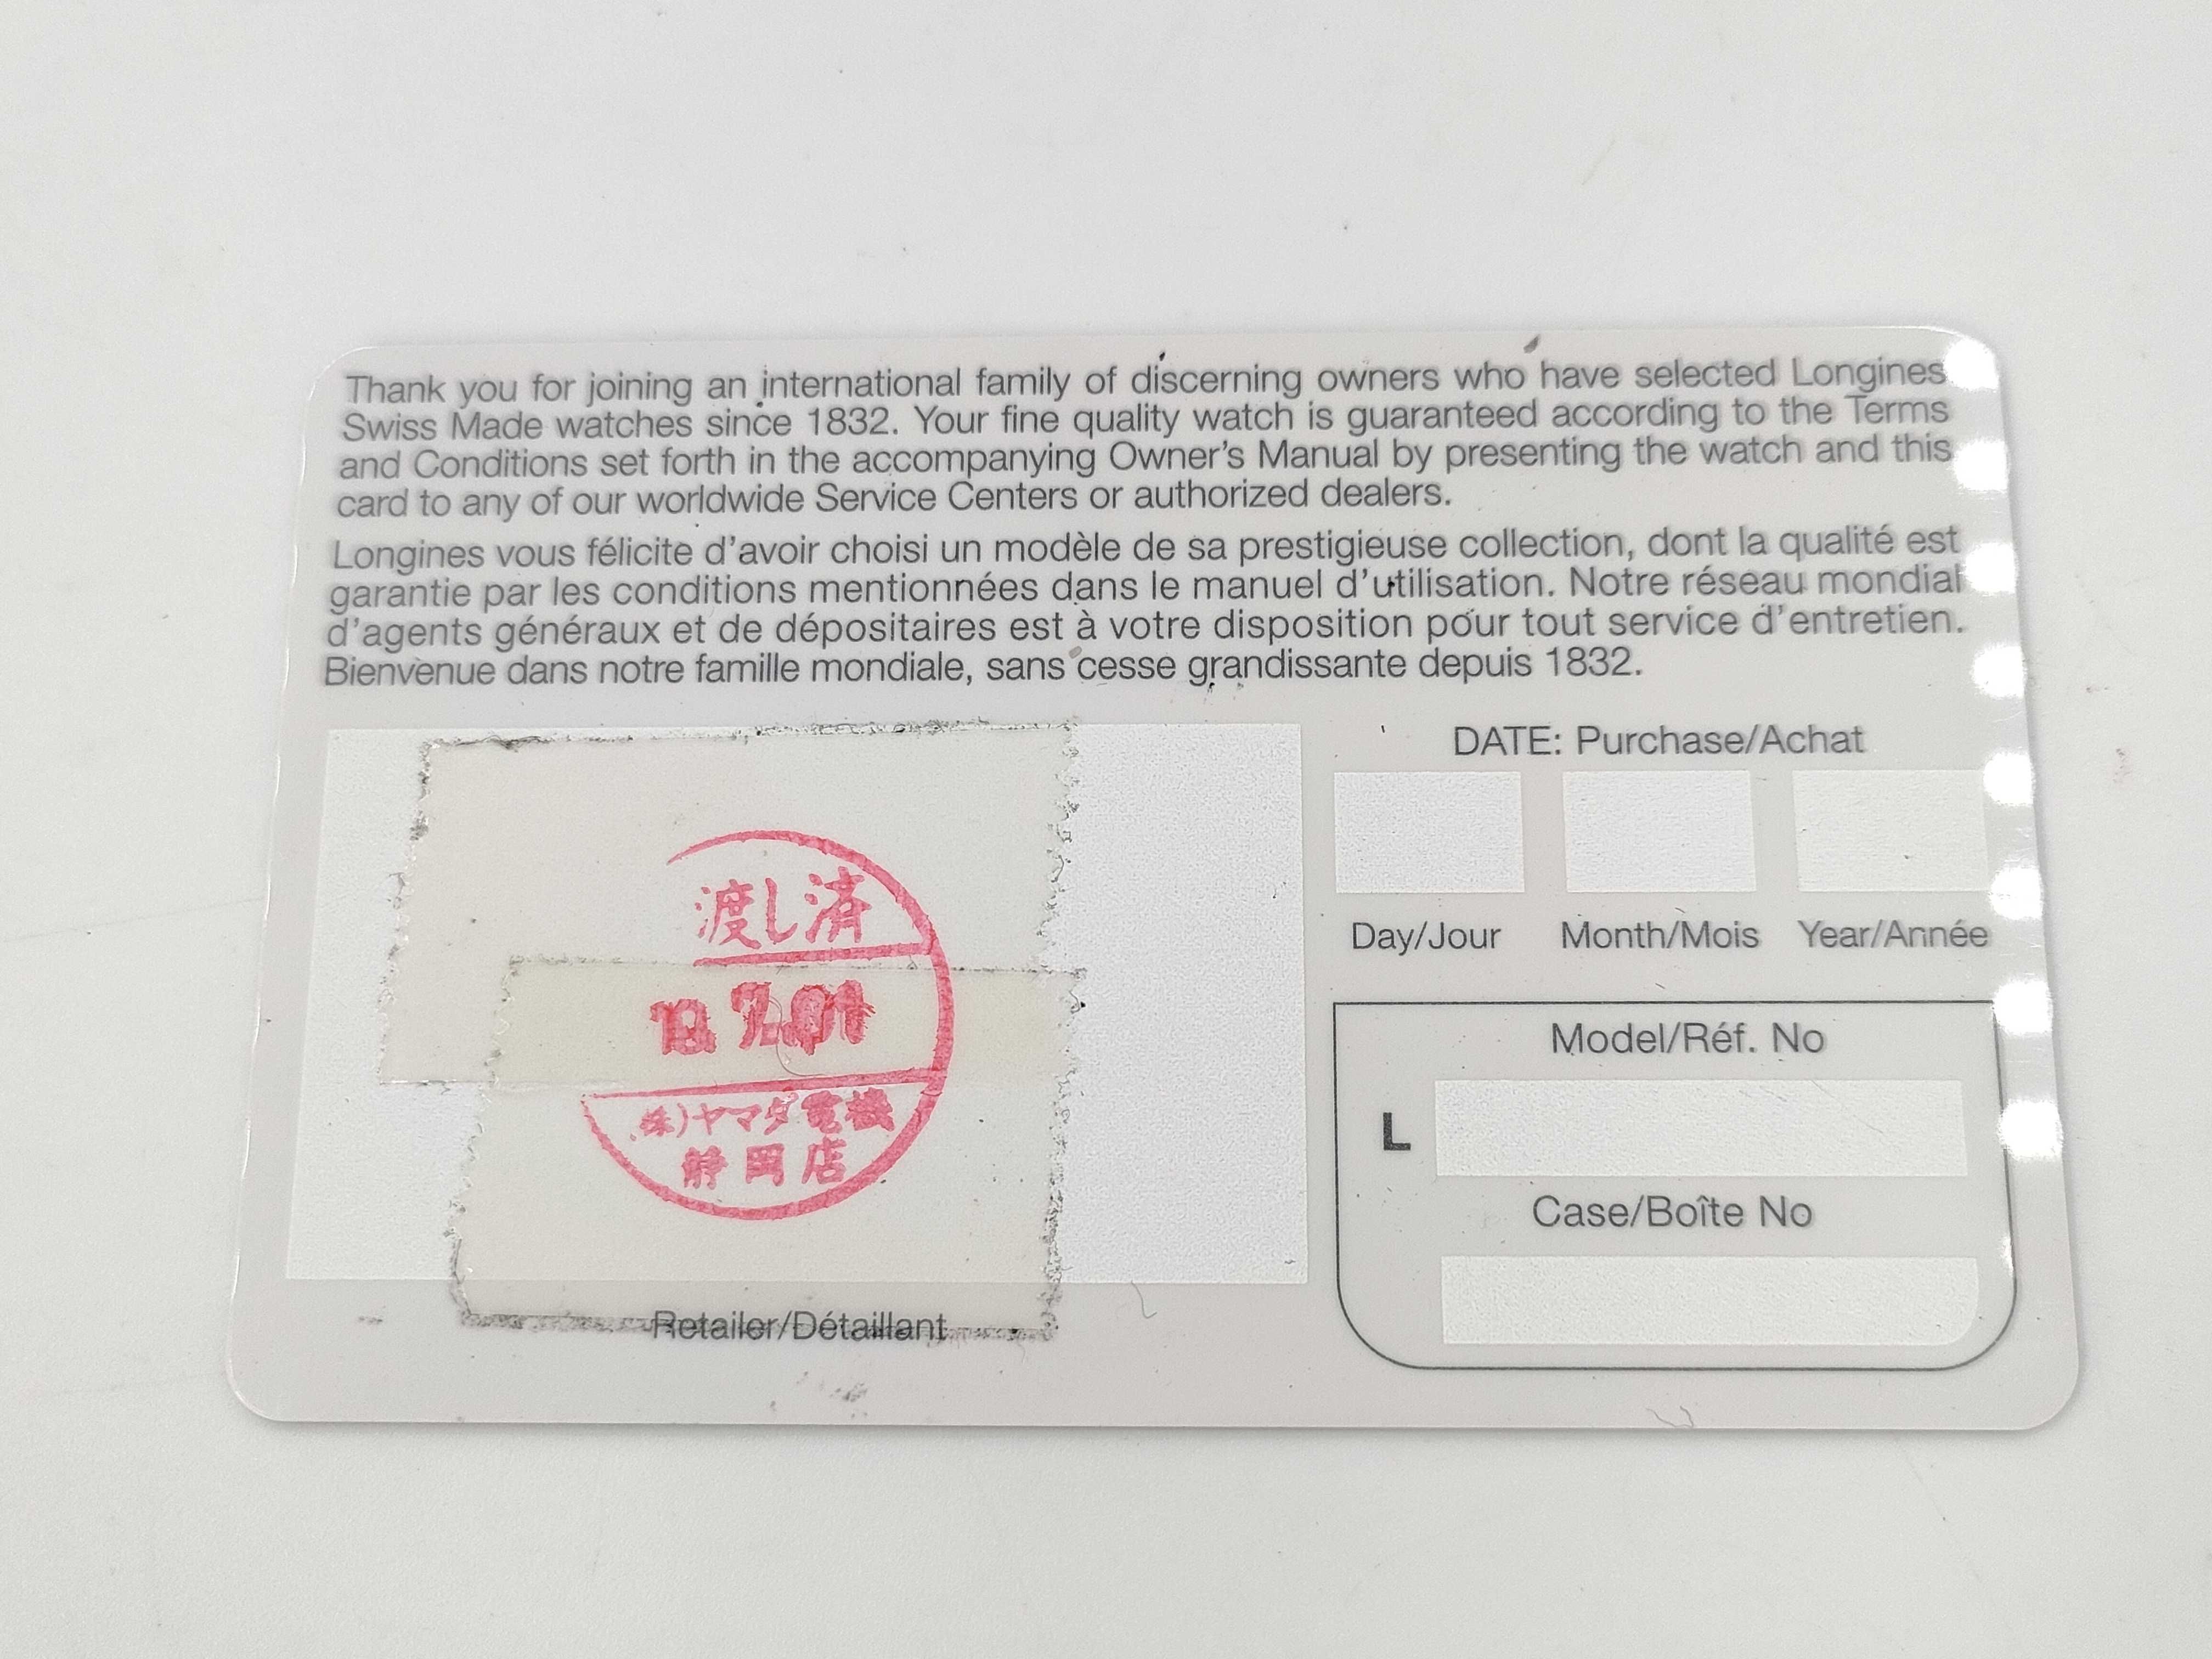 Thank you for joining an international family of discerning owners who have selected Longines
Swiss Made watches since 1832. Your fine quality watch is guaranteed according to the Terms
and Conditions set forth in the accompanying Owner's Manual by presenting the watch and this
card to any of our worldwide Service Centers or authorized dealers.
Longines vous félicite d'avoir choisi un modèle de sa prestigieuse collection, dont la qualité est
garantie par les conditions mentionnées dans le manuel d'utilisation. Notre réseau mondial
d'agents généraux et de dépositaires est à votre disposition pour tout service d'entretien.
Bienvenue dans notre famille mondiale, sans cesse grandissante depuis 1832.
渡し済
株)ヤマダ電機
静岡店
Retailer/Détaillant
DATE: Purchase/Achat
Day/Jour Month/Mois Year/Année
Model/Réf. No
L
Case/Boîte No